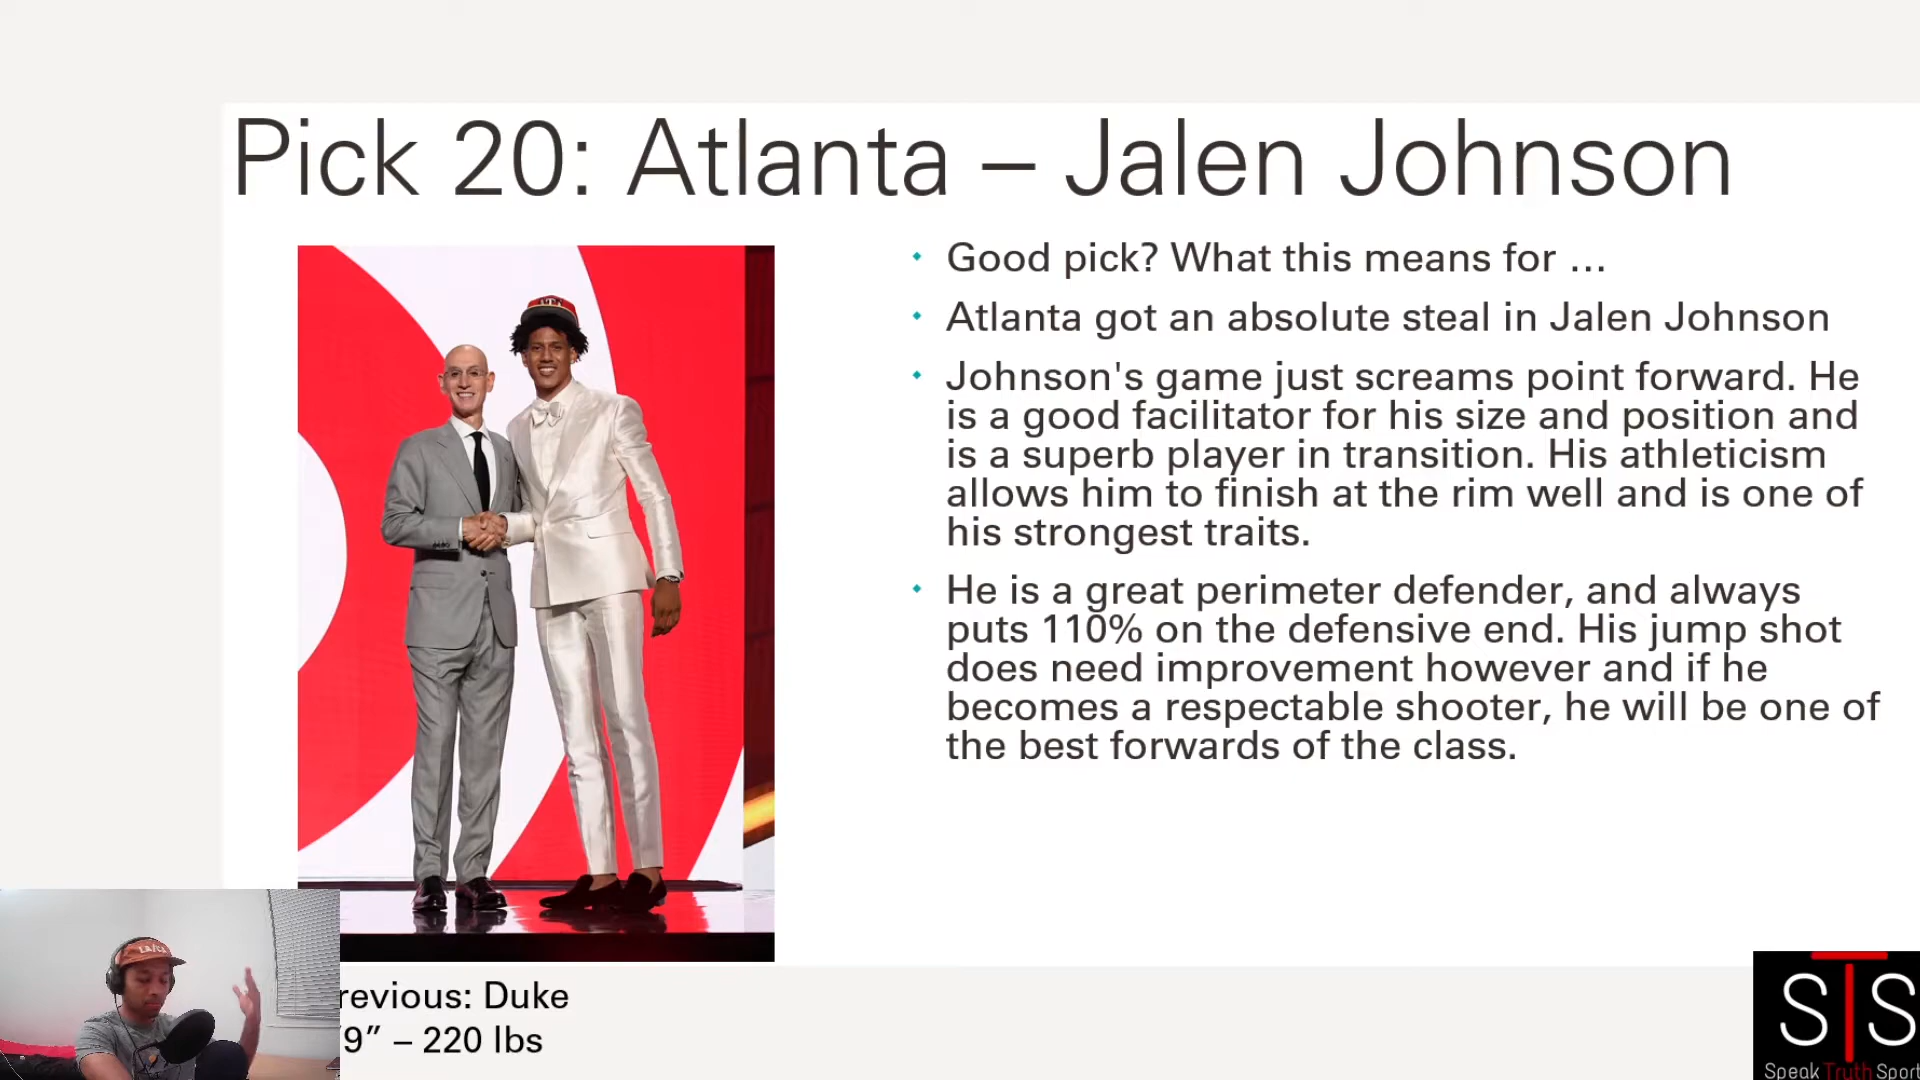 Pick 20: Atlanta – Jalen Johnson
• Good pick? What this means for ...
• Atlanta got an absolute steal in Jalen Johnson
• Johnson's game just screams point forward. He
is a good facilitator for his size and position and
is a superb player in transition. His athleticism
allows him to finish at the rim well and is one of
his strongest traits.
• He is a great perimeter defender, and always
puts 110% on the defensive end. His jump shot
does need improvement however and if he
becomes a respectable shooter, he will be one of
the best forwards of the class.
revious: Duke
9” – 220 lbs
STS
Speak Truth Sport